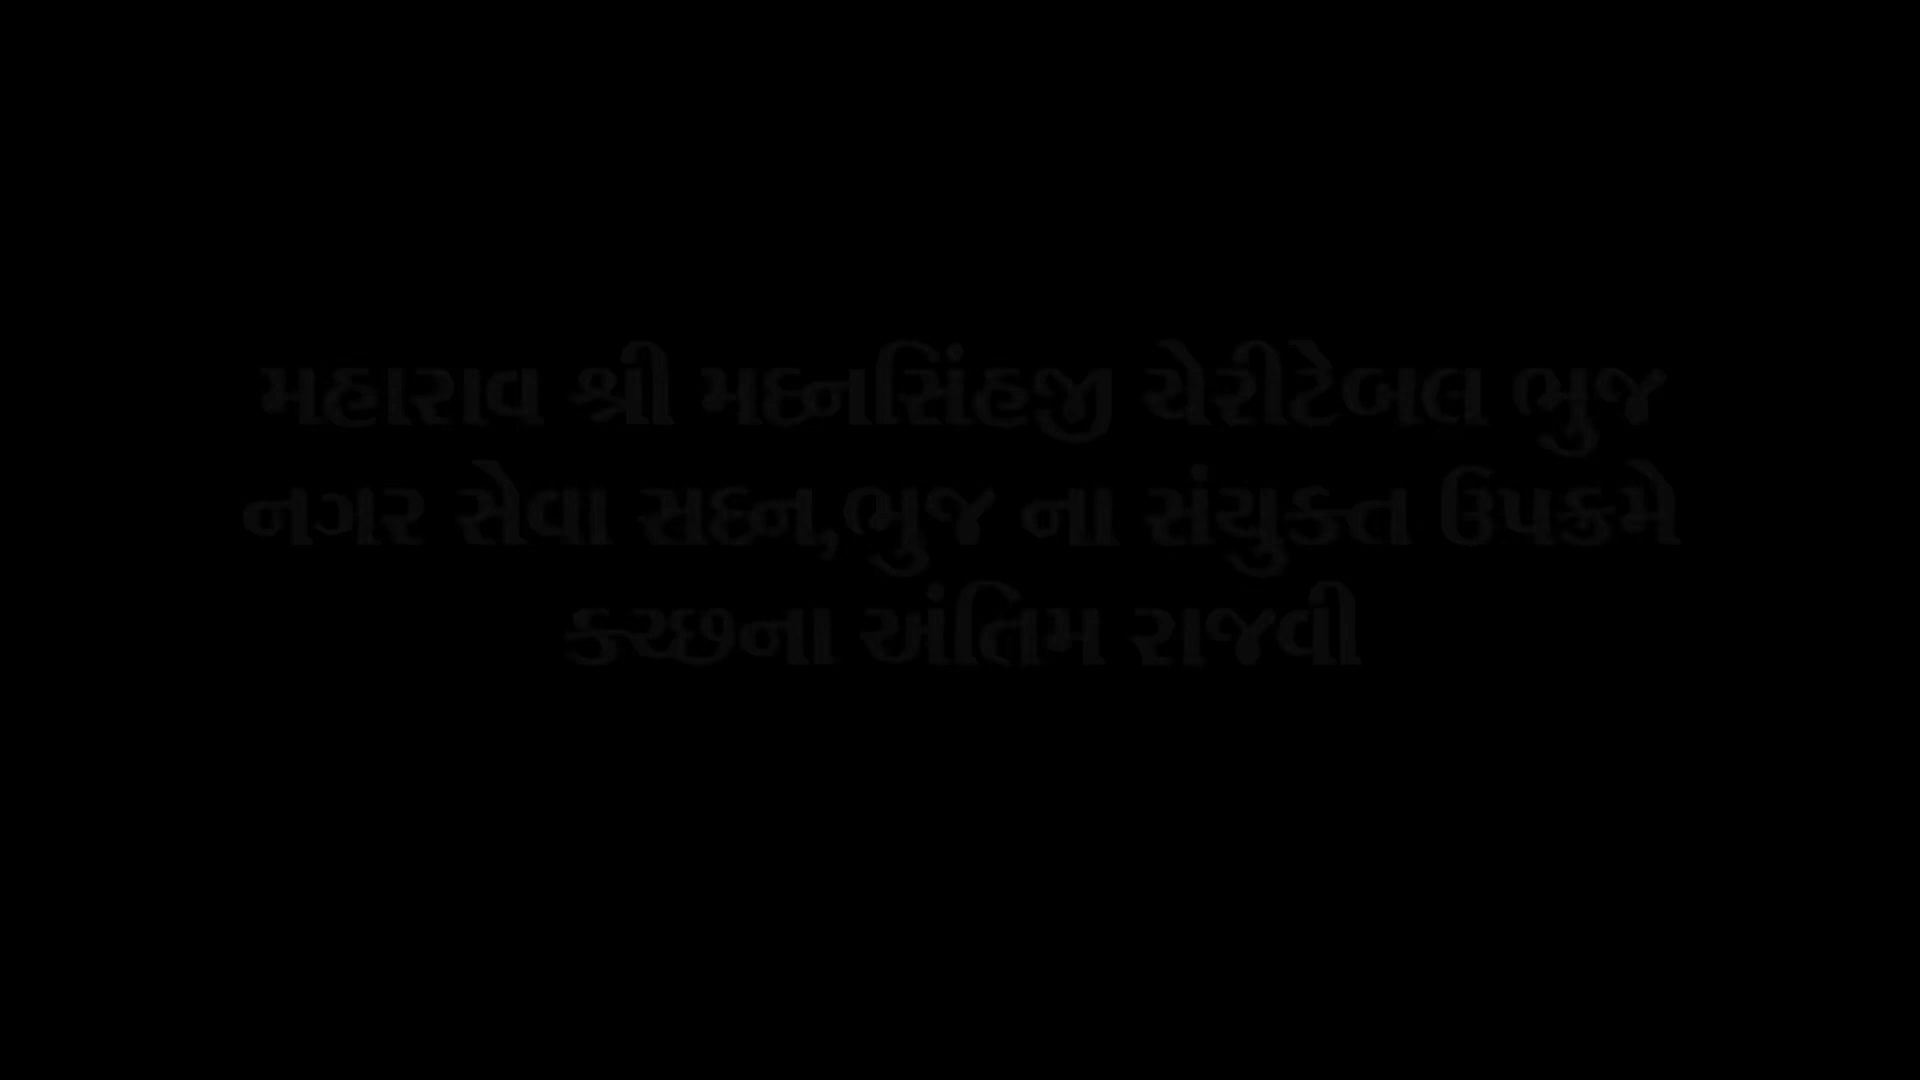 મહારાવ શ્રી મદનસિંહજી ચેરીટેબલ ભુજ
નગર સેવા સદન,ભુજ ના સંયુક્ત ઉપક્રમે
કચ્છના અંતિમ રાજવી